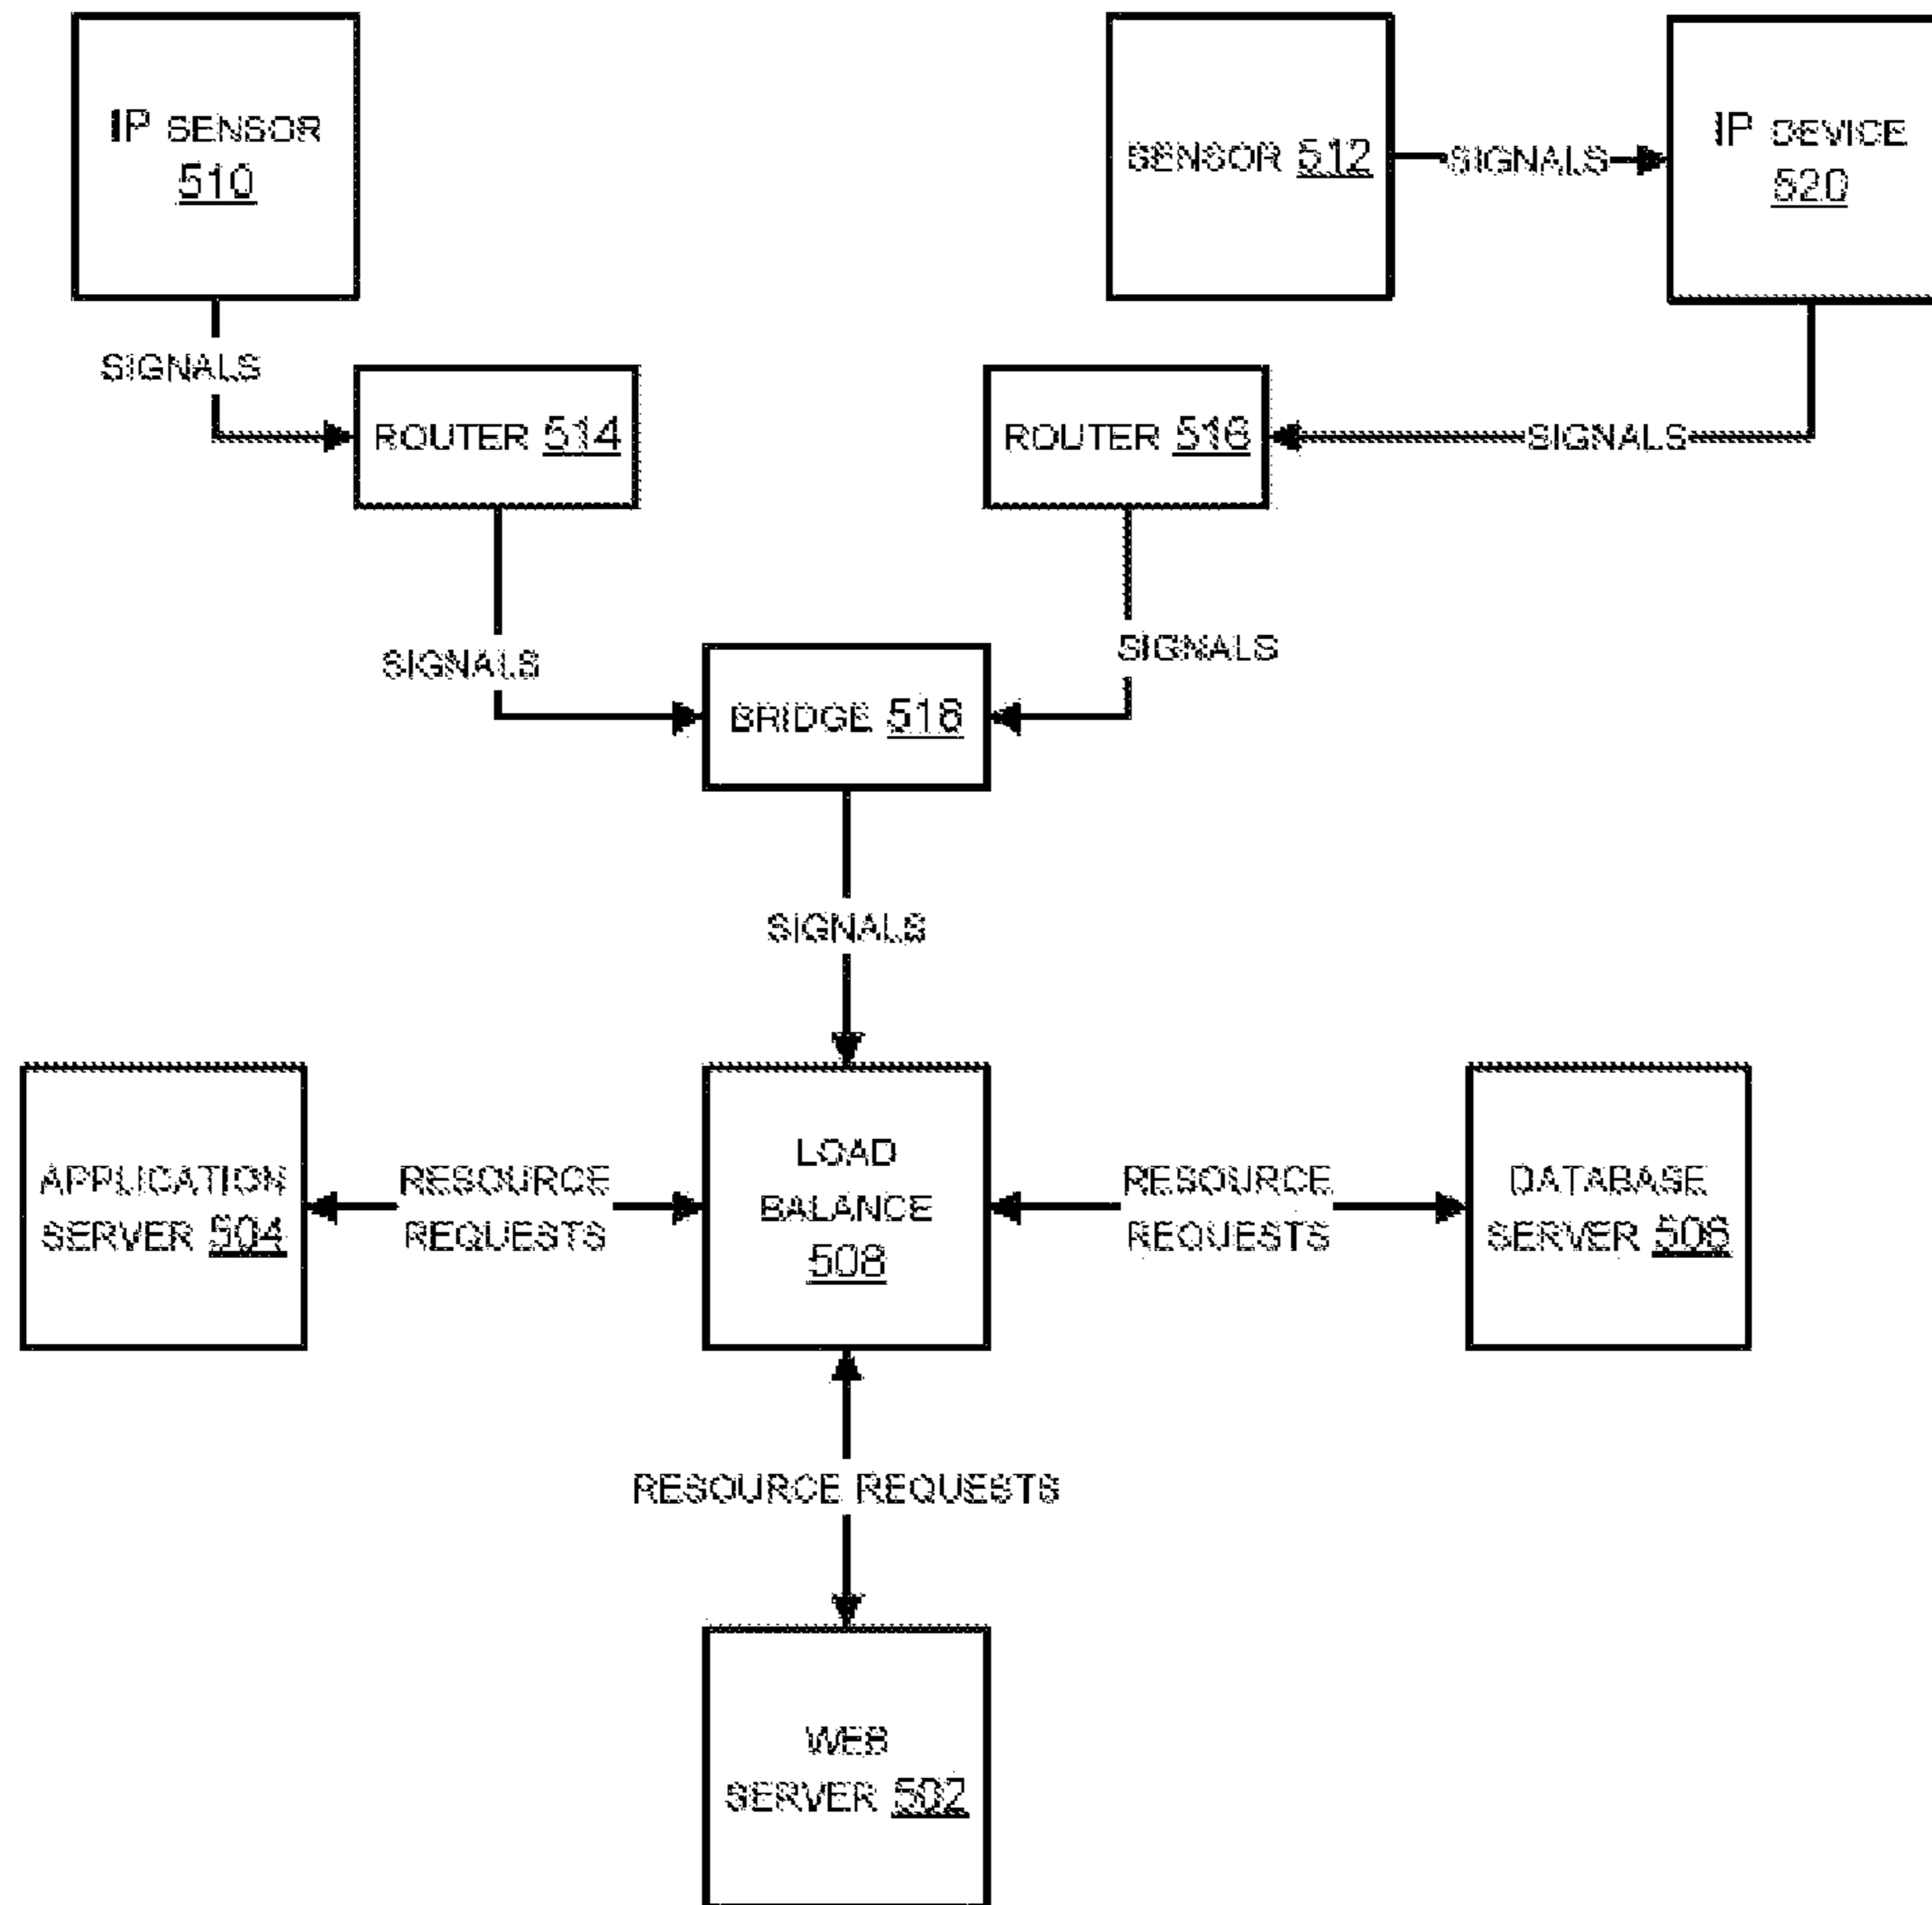 IP SENSOR
510
SENSOR 512
SIGNALS
IP DEVICE
520
SIGNALS
ROUTER 514
ROUTER 516
SIGNALS
SIGNALS
SIGNALS
BRIDGE 518
SIGNALS
APPLICATION
SERVER 504
RESOURCE
REQUESTS
LOAD
BALANCE
508
RESOURCE
REQUESTS
DATABASE
SERVER 506
RESOURCE REQUESTS
WEB
SERVER 502